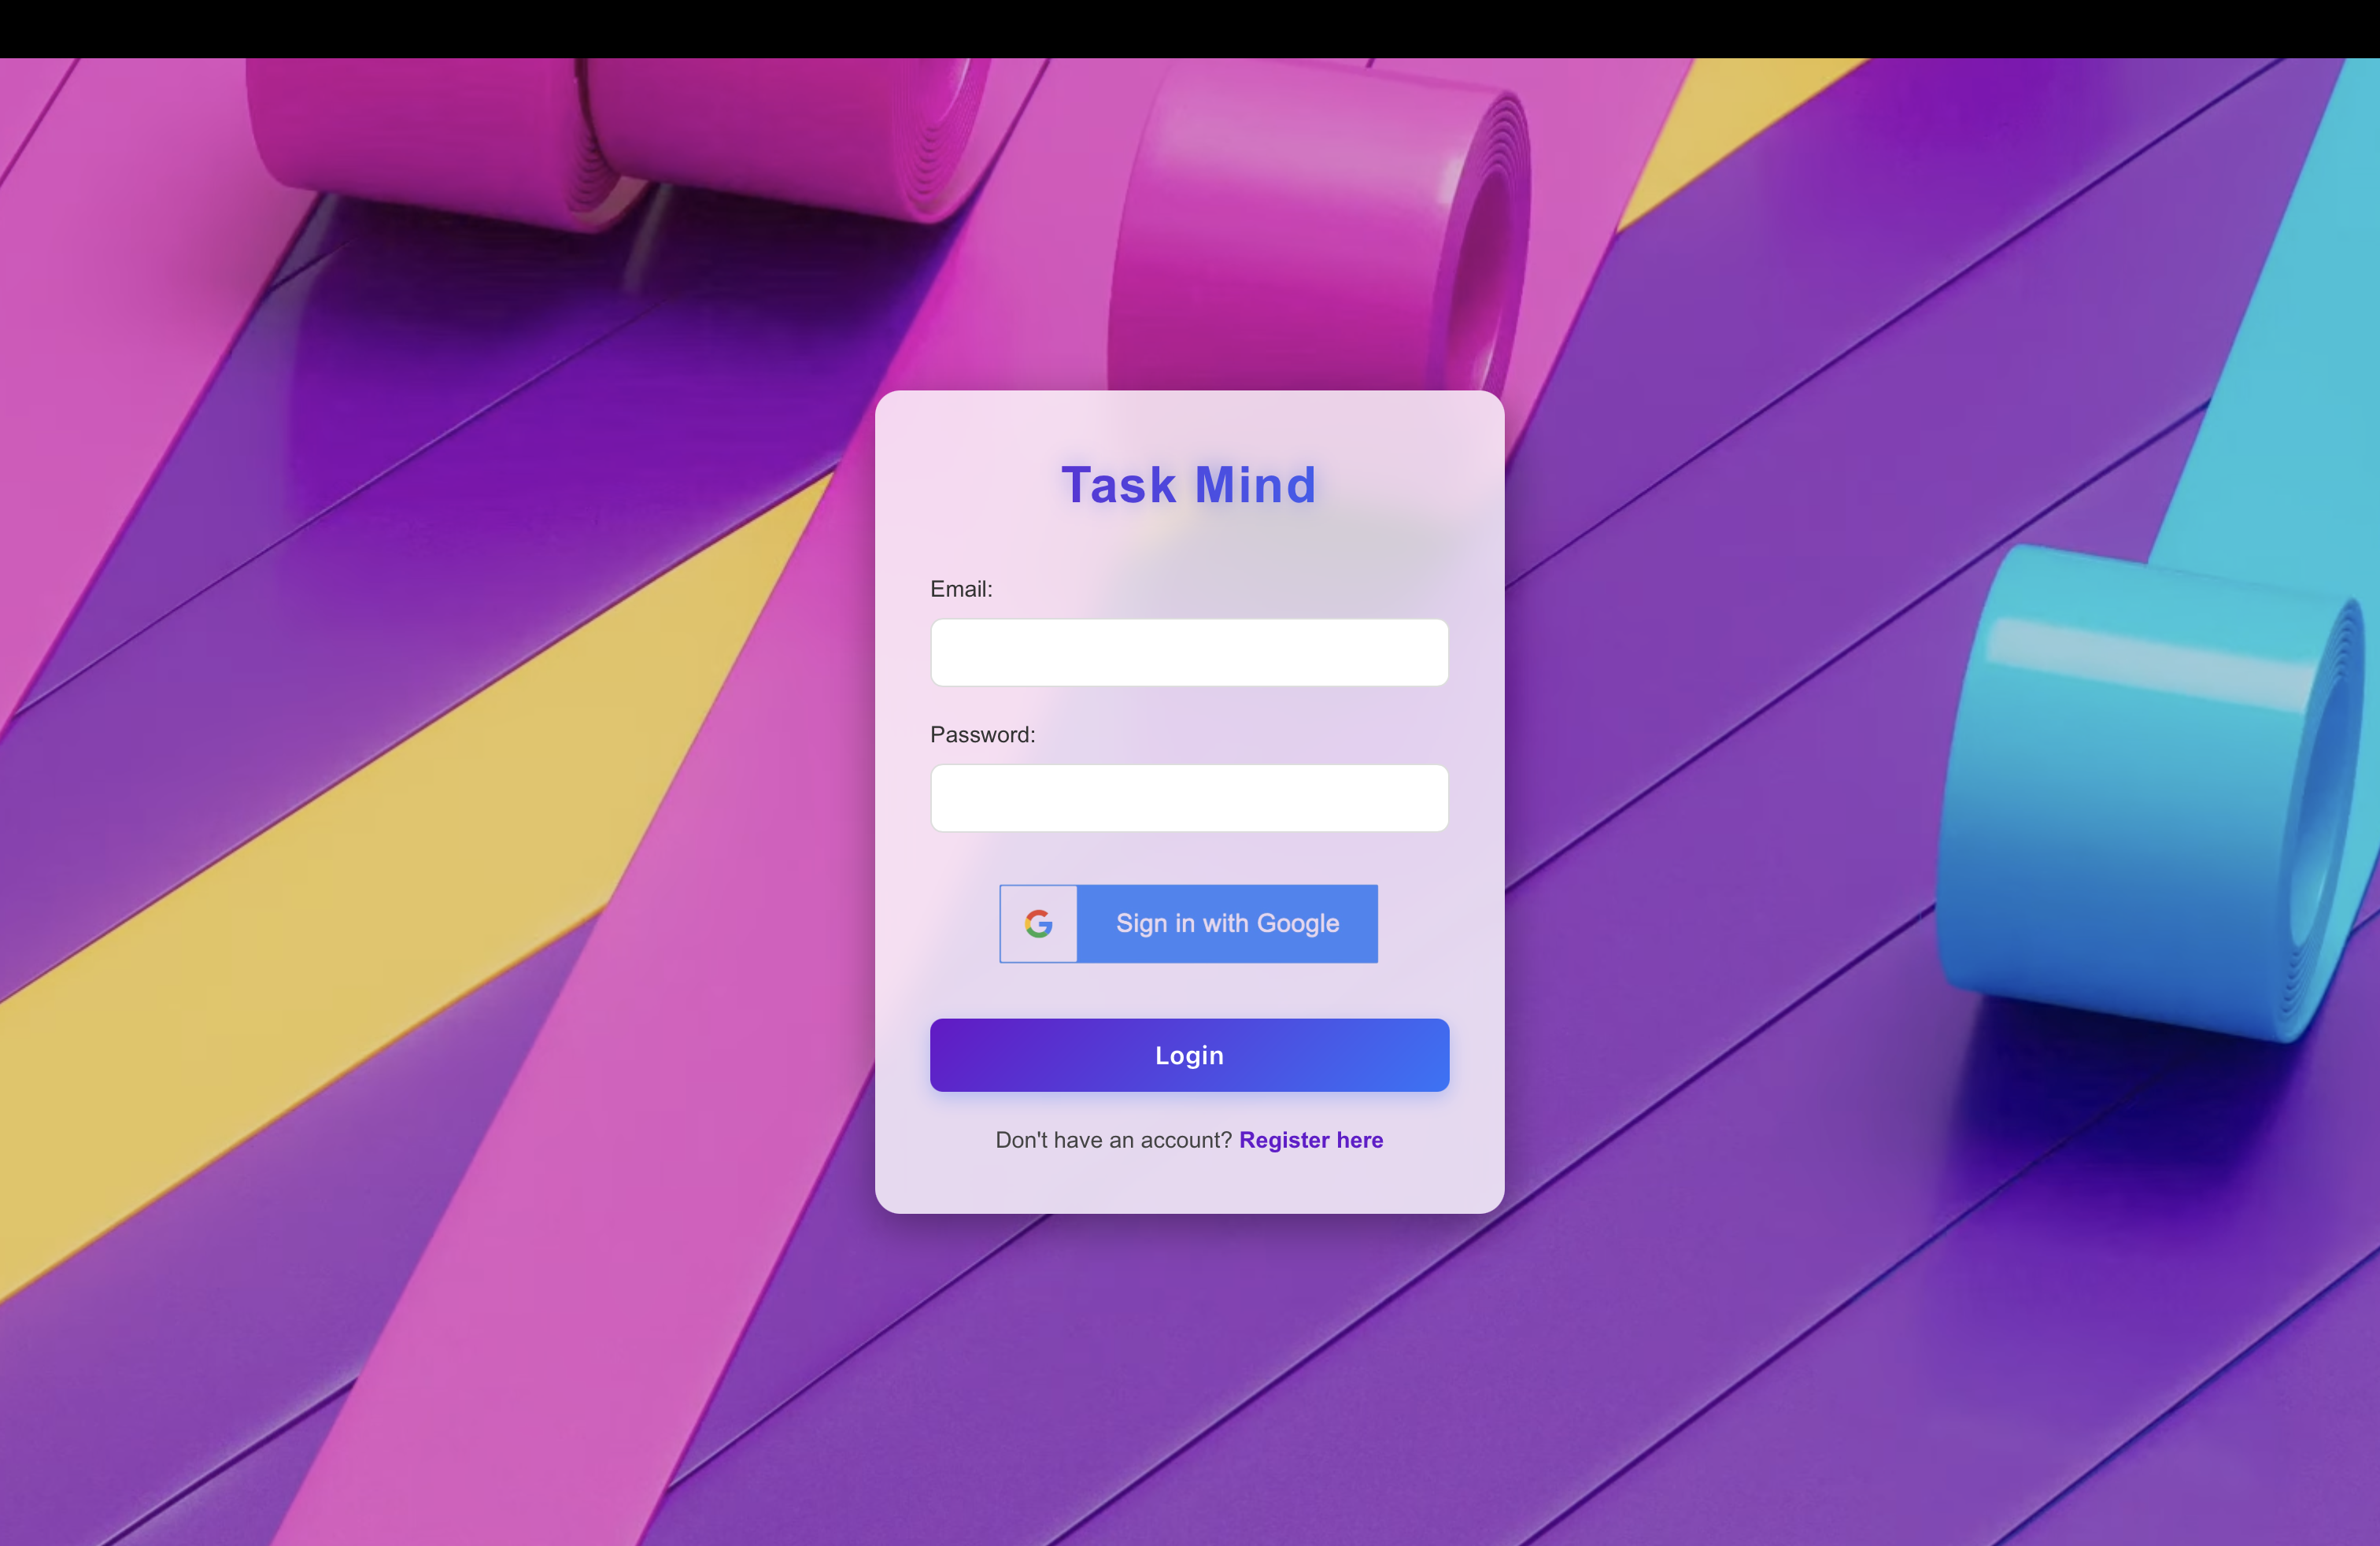 Task Mind
Email:
Password:
Sign in with Google
Login
Don't have an account? Register here